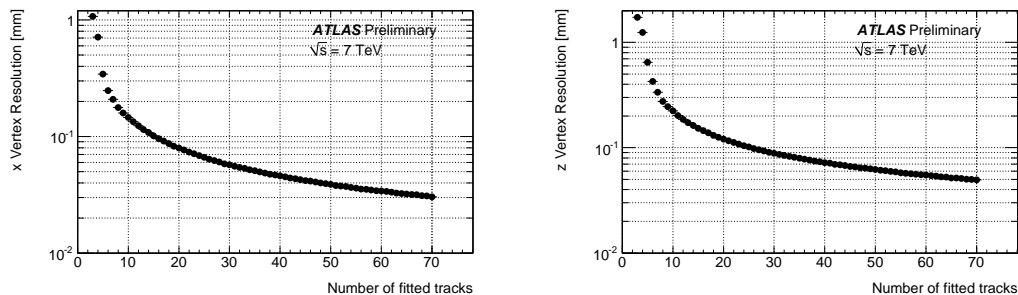 x Vertex Resolution [mm]
1
10⁻¹
10⁻²
ATLAS Preliminary
√s = 7 TeV
0 10 20 30 40 50 60 70
Number of fitted tracks
z Vertex Resolution [mm]
1
10⁻¹
10⁻²
ATLAS Preliminary
√s = 7 TeV
0 10 20 30 40 50 60 70
Number of fitted tracks